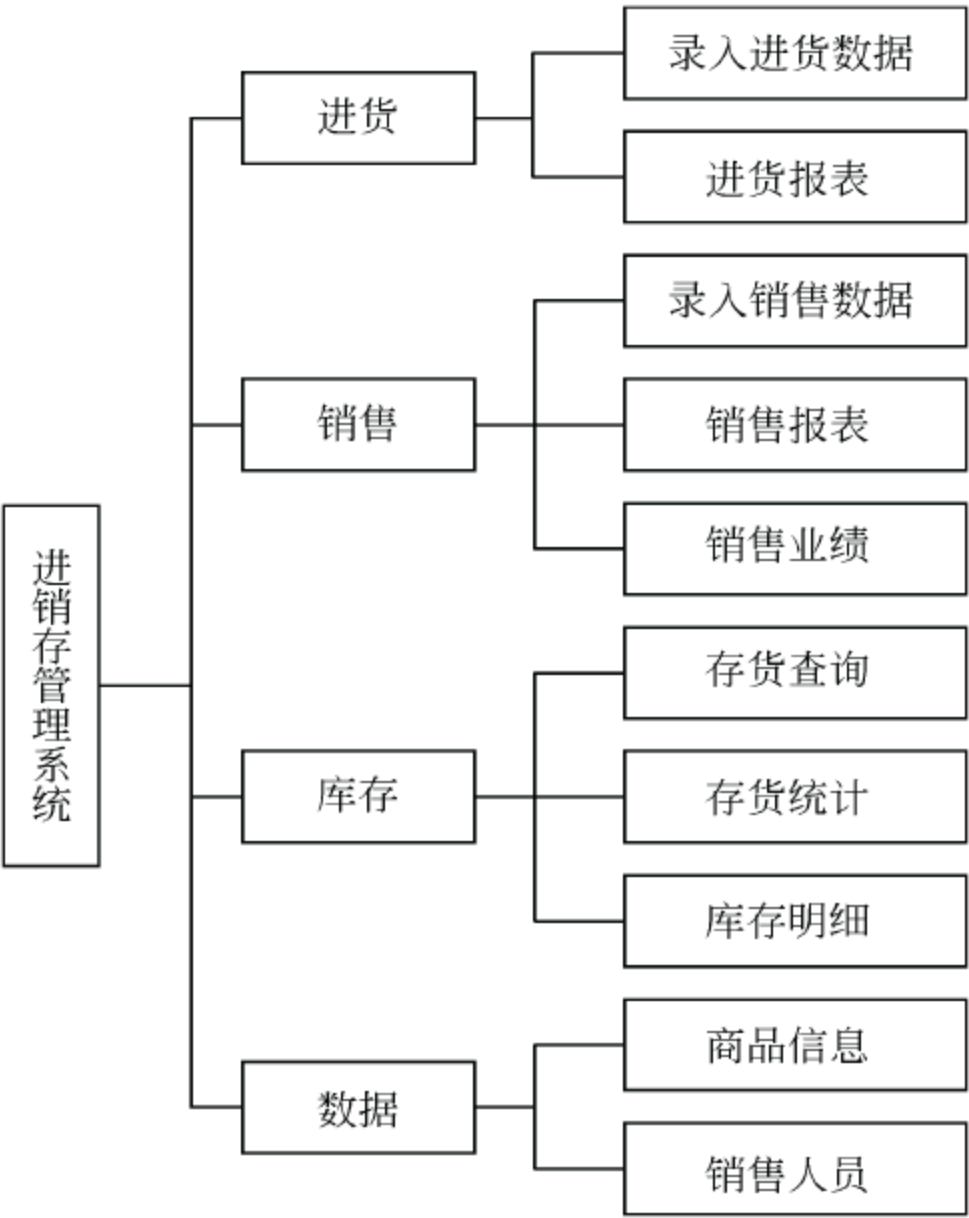 进销存管理系统
进货
录入进货数据
进货报表
销售
录入销售数据
销售报表
销售业绩
库存
存货查询
存货统计
库存明细
数据
商品信息
销售人员